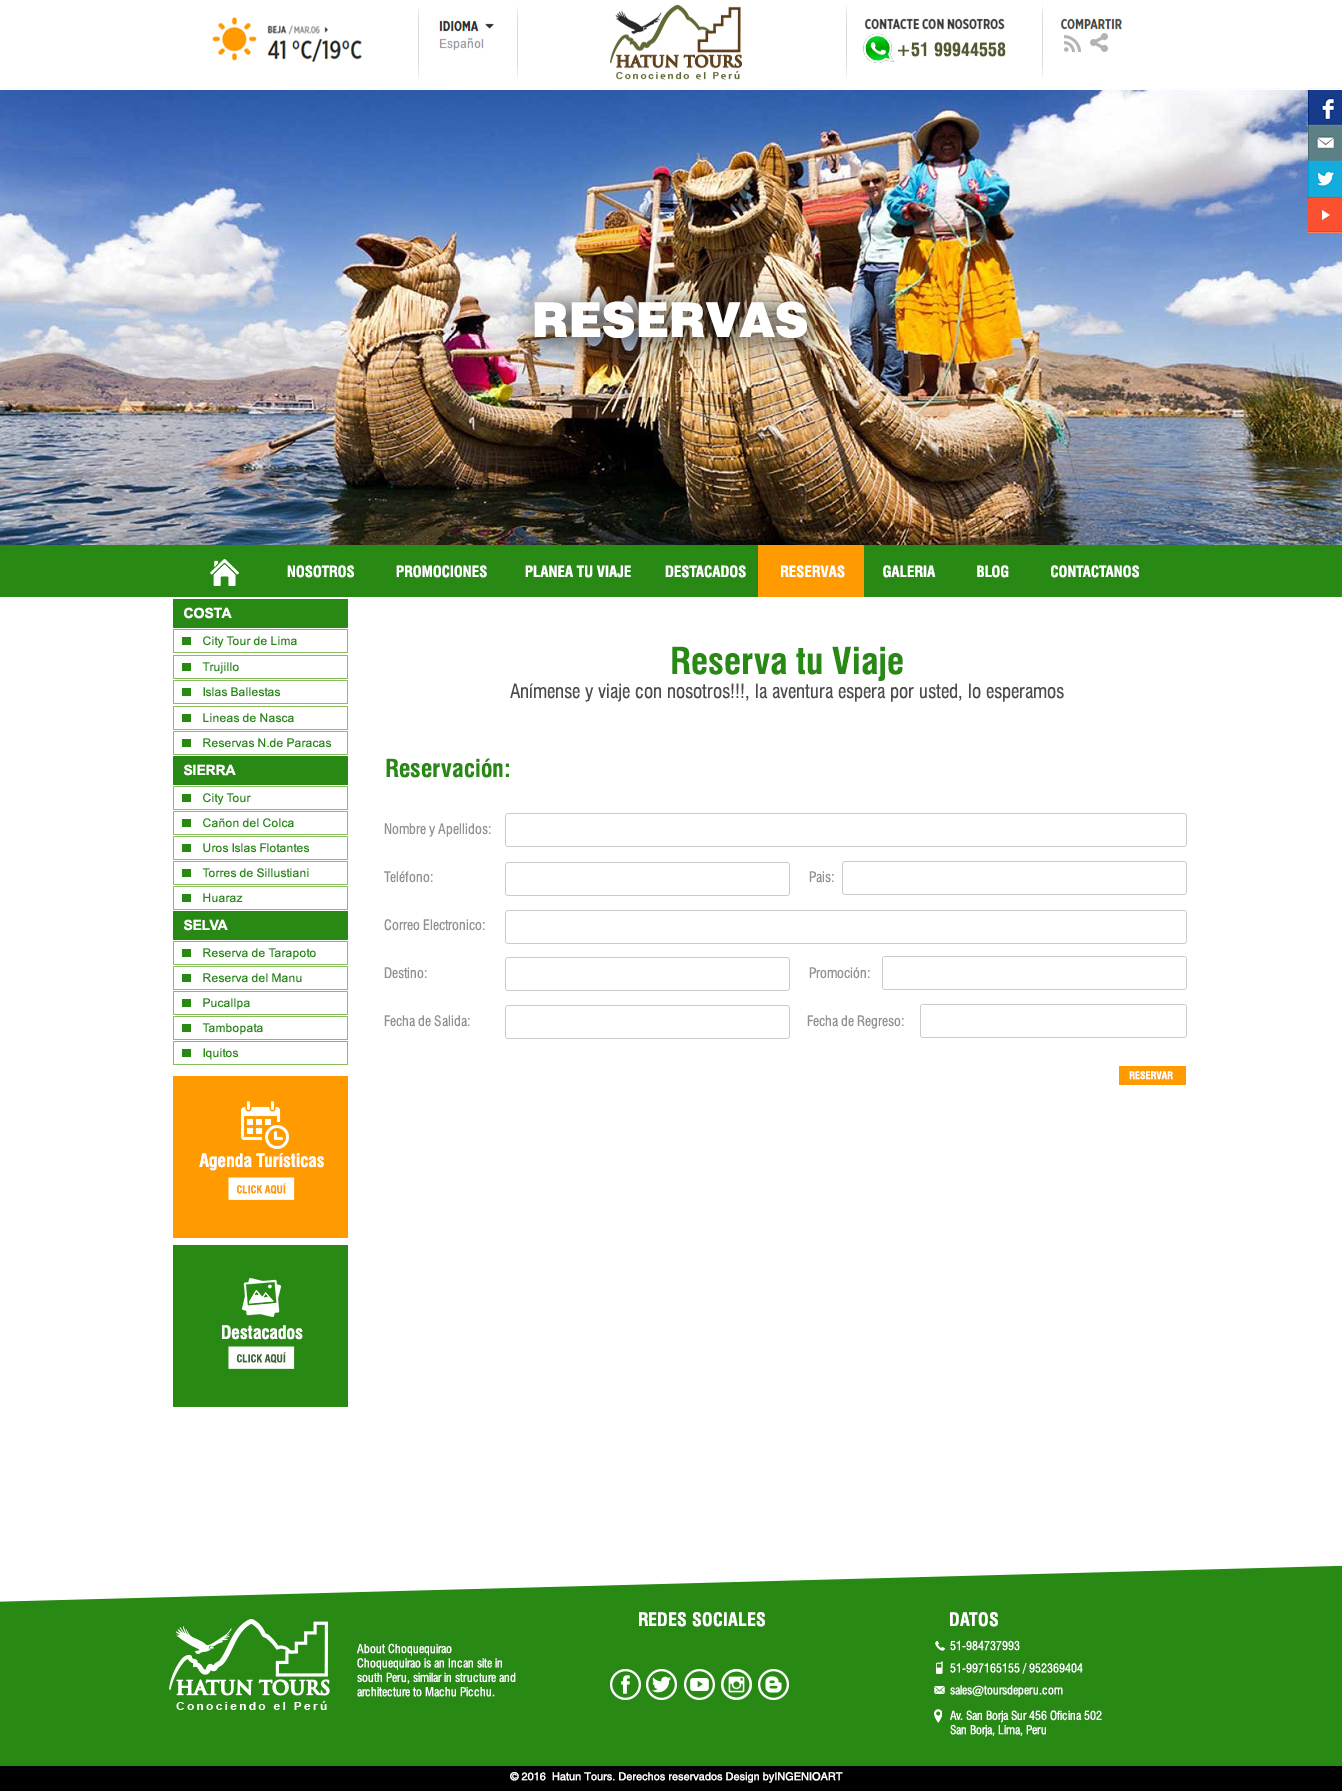 BEJA / MAR.06
41 ºC/19ºC
IDIOMA
Español
HATUN TOURS
Conociendo el Perú
CONTACTE CON NOSOTROS
+51 99944558
COMPARTIR
RESERVAS
NOSOTROS PROMOCIONES PLANEA TU VIAJE DESTACADOS RESERVAS GALERIA BLOG CONTACTANOS
COSTA
City Tour de Lima
Trujillo
Islas Ballestas
Lineas de Nasca
Reservas N.de Paracas
SIERRA
City Tour
Cañon del Colca
Uros Islas Flotantes
Torres de Sillustiani
Huaraz
SELVA
Reserva de Tarapoto
Reserva del Manu
Pucallpa
Tambopata
Iquitos
Agenda Turísticas
CLICK AQUÍ
Destacados
CLICK AQUÍ
Reserva tu Viaje
Anímense y viaje con nosotros!!!, la aventura espera por usted, lo esperamos
Reservación:
Nombre y Apellidos:
Teléfono: Pais:
Correo Electronico:
Destino: Promoción:
Fecha de Salida: Fecha de Regreso:
RESERVAR
HATUN TOURS
Conociendo el Perú
About Choquequirao
Choquequirao is an Incan site in
south Peru, similar in structure and
architecture to Machu Picchu.
REDES SOCIALES
DATOS
51-984737993
51-997165155 / 952369404
sales@toursdeperu.com
Av. San Borja Sur 456 Oficina 502
San Borja, Lima, Peru
© 2016 Hatun Tours. Derechos reservados Design byINGENIOART